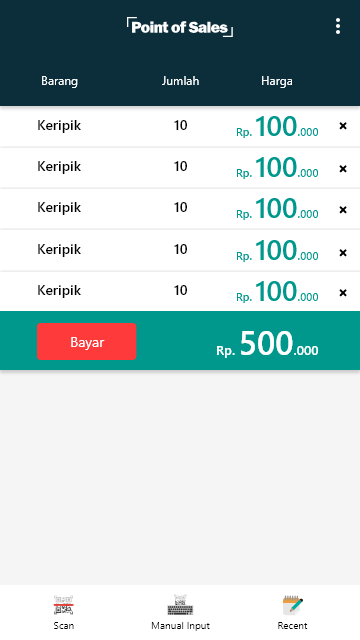 Point of Sales
Barang Jumlah Harga
Keripik 10 Rp.100.000 ×
Keripik 10 Rp.100.000 ×
Keripik 10 Rp.100.000 ×
Keripik 10 Rp.100.000 ×
Keripik 10 Rp.100.000 ×
Bayar Rp. 500.000
Scan Manual Input Recent